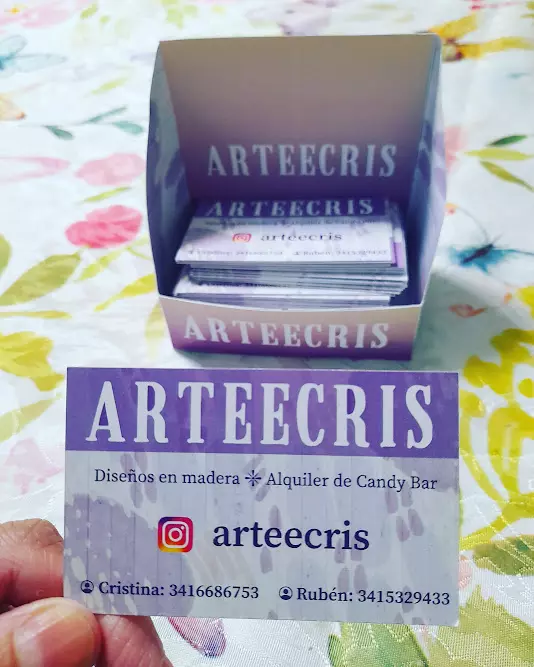 ARTEECRIS
ARTEECRIS
arteecris
ARTEECRIS
ARTEECRIS
Diseños en madera ❈ Alquiler de Candy Bar
arteecris
Cristina: 3416686753 Rubén: 3415329433